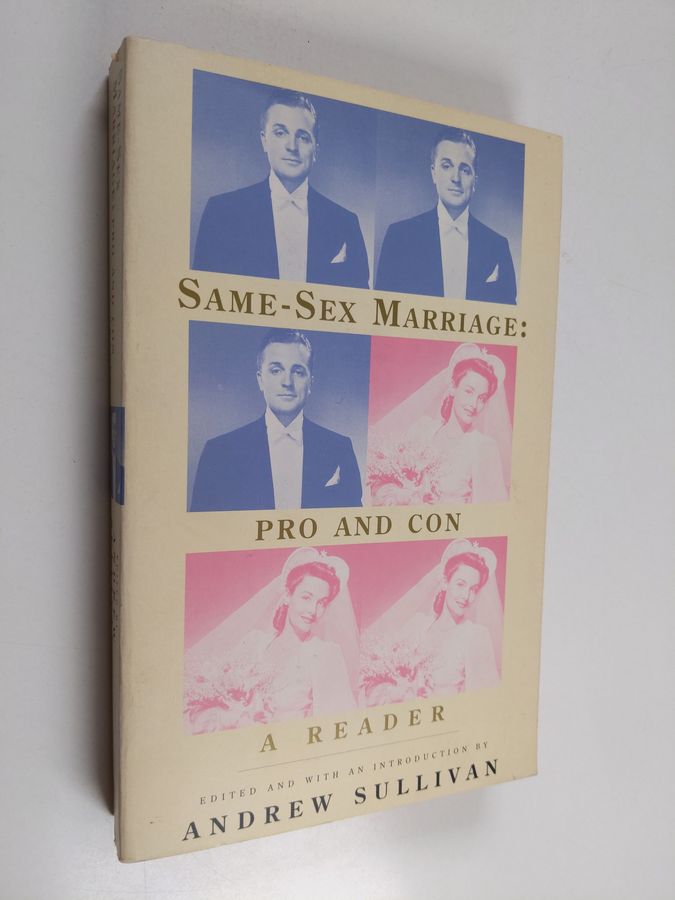 SAME-SEX MARRIAGE:
PRO AND CON
A READER
EDITED AND WITH AN INTRODUCTION BY
ANDREW SULLIVAN